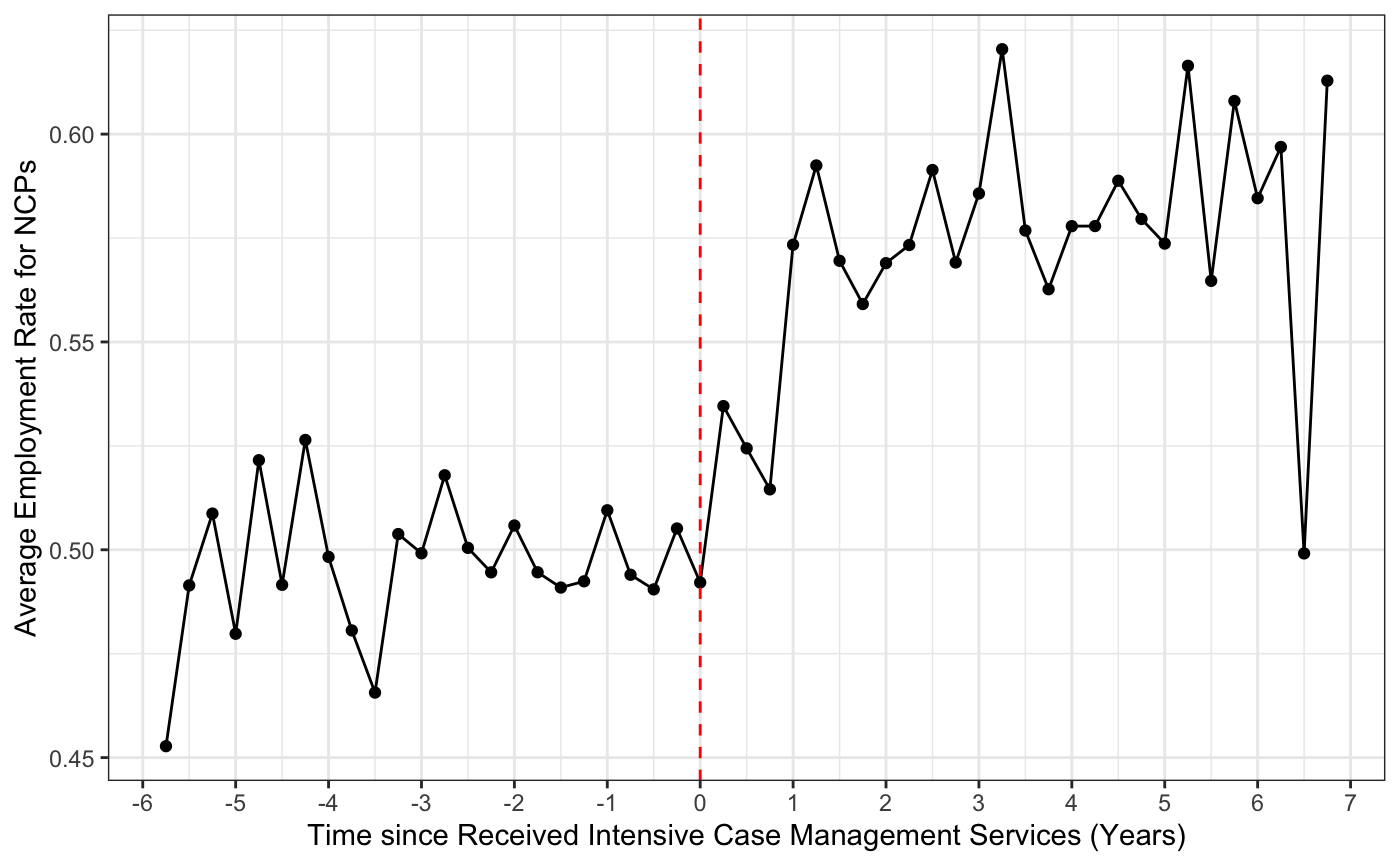 Average Employment Rate for NCPs
0.60
0.55
0.50
0.45
-6 -5 -4 -3 -2 -1 0 1 2 3 4 5 6 7
Time since Received Intensive Case Management Services (Years)